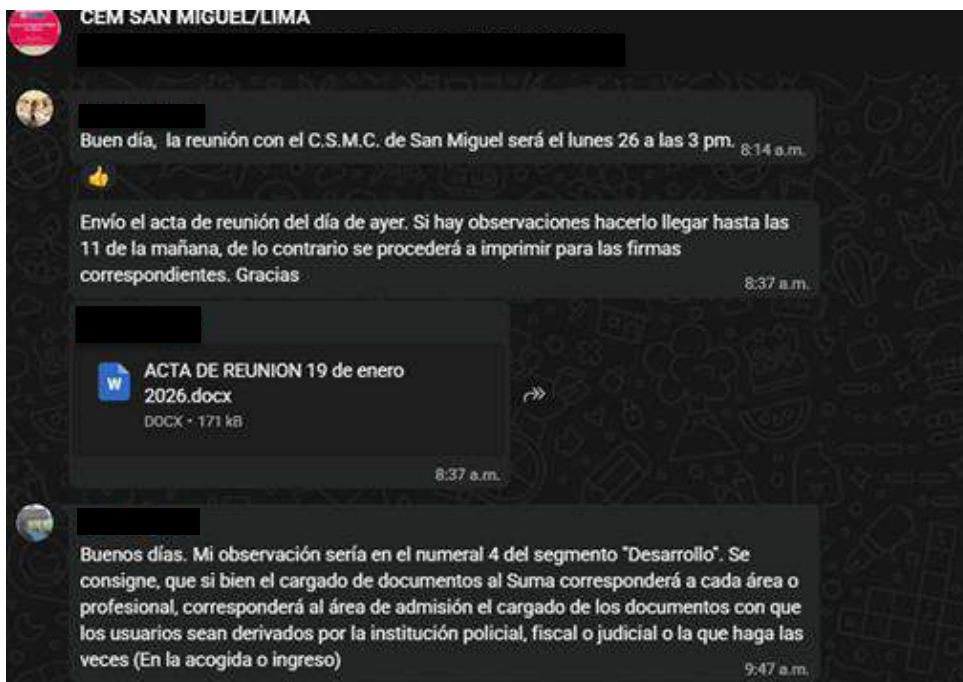 CEM SAN MIGUEL/LIMA
Buen día, la reunión con el C.S.M.C. de San Miguel será el lunes 26 a las 3 pm.
8:14 a.m.
Envío el acta de reunión del día de ayer. Si hay observaciones hacerlo llegar hasta las
11 de la mañana, de lo contrario se procederá a imprimir para las firmas
correspondientes. Gracias
8:37 a.m.
W
ACTA DE REUNION 19 de enero
2026.docx
DOCX • 171 kB
8:37 a.m.
Buenos días. Mi observación sería en el numeral 4 del segmento "Desarrollo". Se
consigne, que si bien el cargado de documentos al Suma corresponderá a cada área o
profesional, corresponderá al área de admisión el cargado de los documentos con que
los usuarios sean derivados por la institución policial, fiscal o judicial o la que haga las
veces (En la acogida o ingreso)
9:47 a.m.